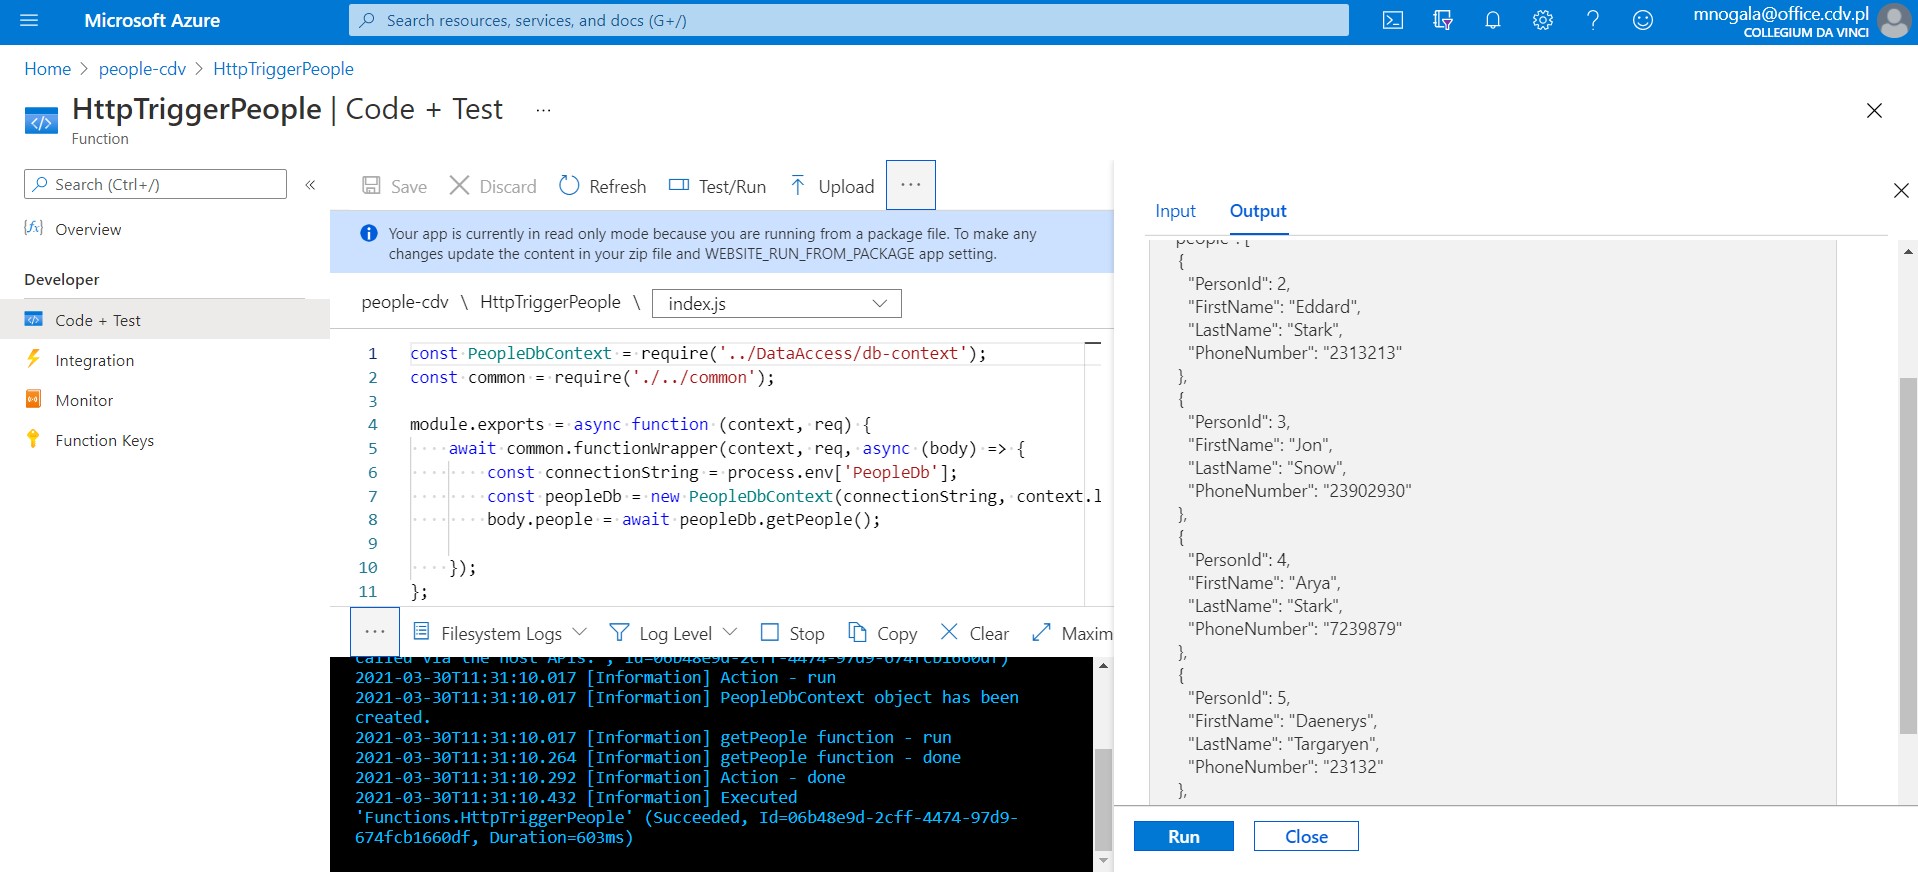 Microsoft Azure
Search resources, services, and docs (G+/)
mnogala@office.cdv.pl
COLLEGIUM DA VINCI
Home > people-cdv > HttpTriggerPeople
HttpTriggerPeople | Code + Test ...
Function
Search (Ctrl+/)
«
Overview
Developer
Code + Test
Integration
Monitor
Function Keys
Save Discard Refresh Test/Run Upload ...
Your app is currently in read only mode because you are running from a package file. To make any
changes update the content in your zip file and WEBSITE_RUN_FROM_PACKAGE app setting.
people-cdv \ HttpTriggerPeople \ index.js
1 const PeopleDbContext = require('../DataAccess/db-context');
2 const common = require('./../common');
3
4 module.exports = async function (context, req) {
5 await common.functionWrapper(context, req, async (body) => {
6 const connectionString = process.env['PeopleDb'];
7 const peopleDb = new PeopleDbContext(connectionString, context.l
8 body.people = await peopleDb.getPeople();
9
10 });
11 };
... Filesystem Logs Log Level Stop Copy Clear Maxim
called via the host APIs.', Id=06b48e9d-2cff-4474-97d9-674fcb1660df)
2021-03-30T11:31:10.017 [Information] Action - run
2021-03-30T11:31:10.017 [Information] PeopleDbContext object has been
created.
2021-03-30T11:31:10.017 [Information] getPeople function - run
2021-03-30T11:31:10.264 [Information] getPeople function - done
2021-03-30T11:31:10.292 [Information] Action - done
2021-03-30T11:31:10.432 [Information] Executed
'Functions.HttpTriggerPeople' (Succeeded, Id=06b48e9d-2cff-4474-97d9-
674fcb1660df, Duration=603ms)
Input Output
people": [
{
"PersonId": 2,
"FirstName": "Eddard",
"LastName": "Stark",
"PhoneNumber": "2313213"
},
{
"PersonId": 3,
"FirstName": "Jon",
"LastName": "Snow",
"PhoneNumber": "23902930"
},
{
"PersonId": 4,
"FirstName": "Arya",
"LastName": "Stark",
"PhoneNumber": "7239879"
},
{
"PersonId": 5,
"FirstName": "Daenerys",
"LastName": "Targaryen",
"PhoneNumber": "23132"
},
Run Close